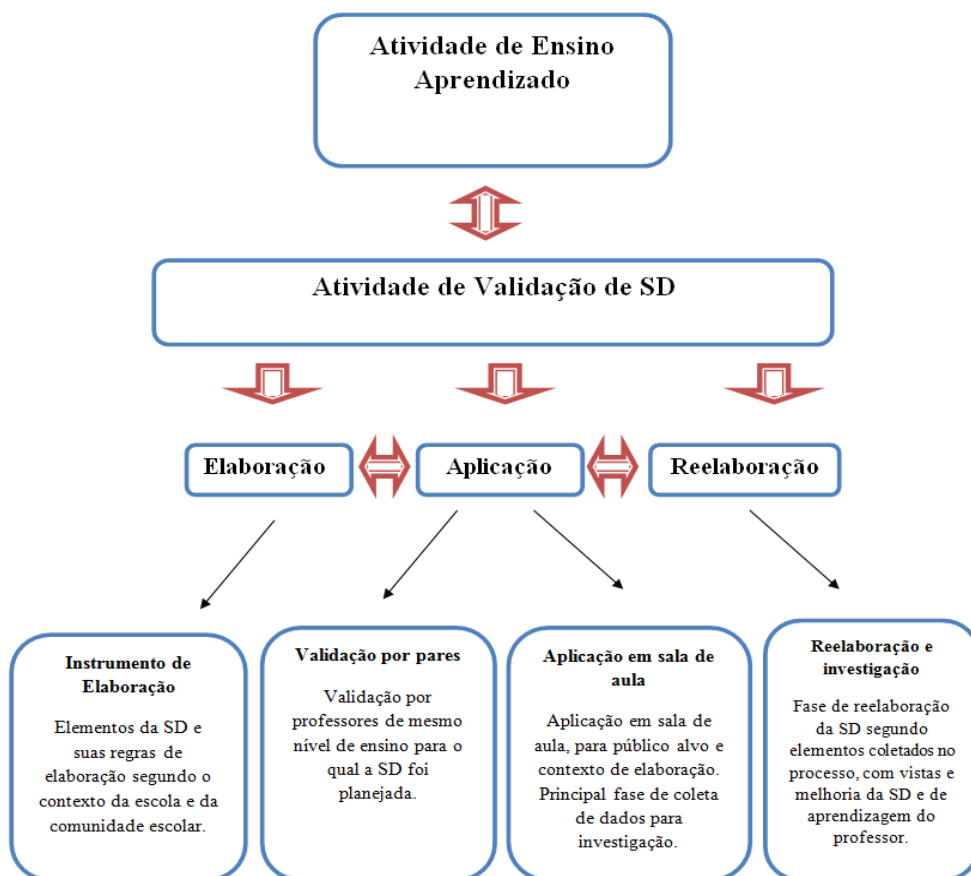 Atividade de Ensino
Aprendizado
Atividade de Validação de SD
Elaboração
Aplicação
Reelaboração
Instrumento de
Elaboração
Elementos da SD e
suas regras de
elaboração segundo o
contexto da escola e da
comunidade escolar.
Validação por pares
Validação por
professores de mesmo
nível de ensino para o
qual a SD foi
planejada.
Aplicação em sala de
aula
Aplicação em sala de
aula, para público alvo e
contexto de elaboração.
Principal fase de coleta
de dados para
investigação.
Reelaboração e
investigação
Fase de reelaboração
da SD segundo
elementos coletados no
processo, com vistas e
melhoria da SD e de
aprendizagem do
professor.